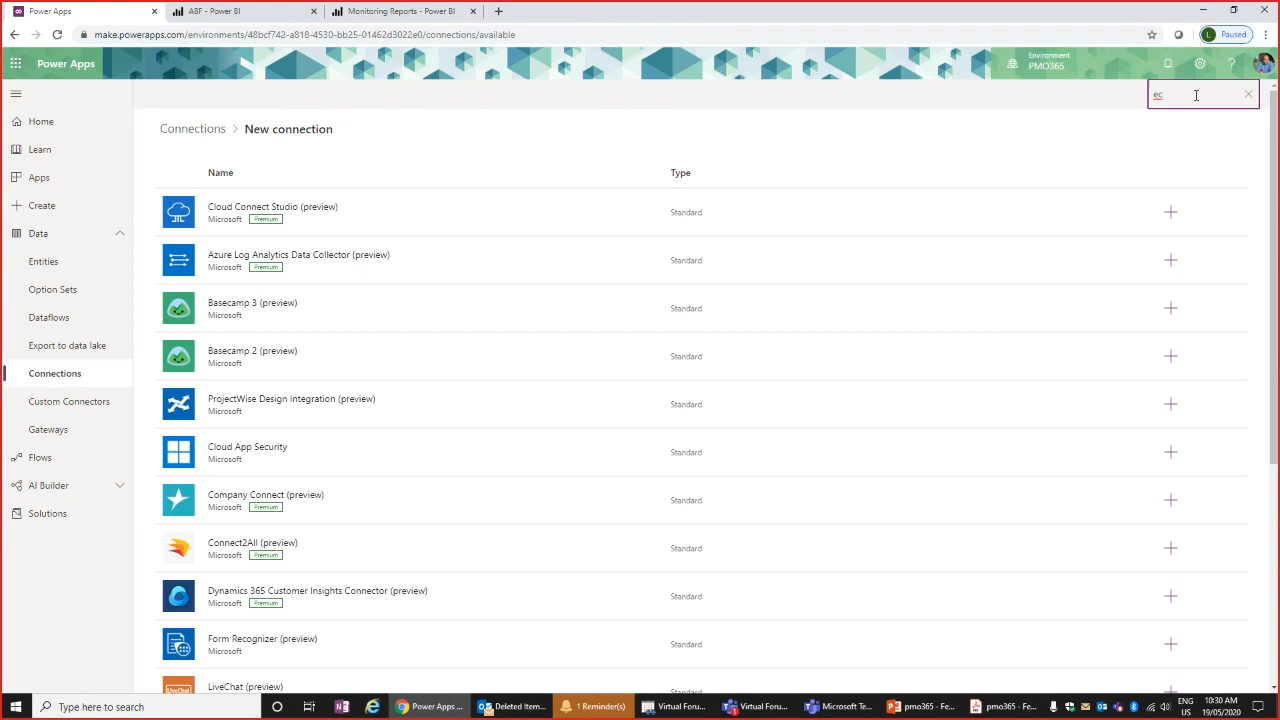 Power Apps
ABF - Power BI
Monitoring Reports - Power BI
make.powerapps.com/environments/48bcf742-a818-4530-bb25-01462d3022e0/connections/available
L
Paused
Power Apps
Environment
PMO365
?
ec
Home
Learn
Apps
Create
Data
Entities
Option Sets
Dataflows
Export to data lake
Connections
Custom Connectors
Gateways
Flows
AI Builder
Solutions
Connections > New connection
Name Type
Cloud Connect Studio (preview)
Microsoft Premium
Standard
Azure Log Analytics Data Collector (preview)
Microsoft Premium
Standard
Basecamp 3 (preview)
Microsoft
Standard
Basecamp 2 (preview)
Microsoft
Standard
ProjectWise Design Integration (preview)
Microsoft
Standard
Cloud App Security
Microsoft
Standard
Company Connect (preview)
Microsoft Premium
Standard
Connect2All (preview)
Microsoft Premium
Standard
Dynamics 365 Customer Insights Connector (preview)
Microsoft Premium
Standard
Form Recognizer (preview)
Microsoft
Standard
LiveChat
LiveChat (preview)
Standard
Type here to search
Power Apps ...
Deleted Item...
1 Reminder(s)
Virtual Foru...
Virtual Foru...
Microsoft Te...
pmo365 - Fe...
pmo365 - Fe...
ENG
US
10:30 AM
19/05/2020